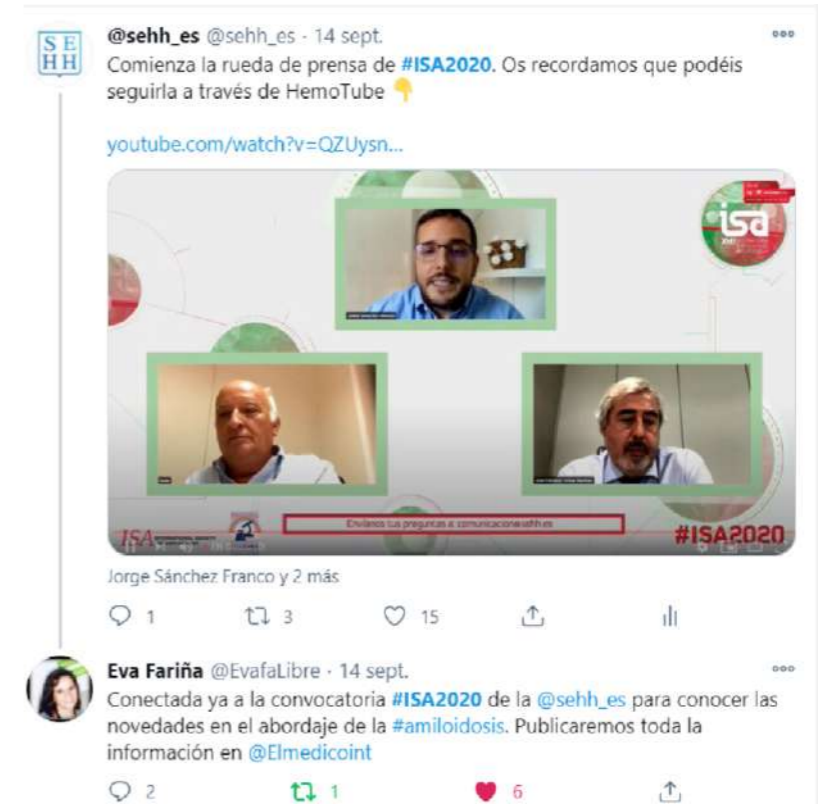 SE
HH
@sehh_es @sehh_es · 14 sept.
Comienza la rueda de prensa de #ISA2020. Os recordamos que podéis
seguirla a través de HemoTube 👇
youtube.com/watch?v=QZUysn...
isa
ISA
Envíanos tus preguntas a: comunicacion@sehh.es
#ISA2020
Jorge Sánchez Franco y 2 más
1 3 15
Eva Fariña @EvafaLibre · 14 sept.
Conectada ya a la convocatoria #ISA2020 de la @sehh_es para conocer las
novedades en el abordaje de la #amiloidosis. Publicaremos toda la
información en @Elmedicoint
2 1 6